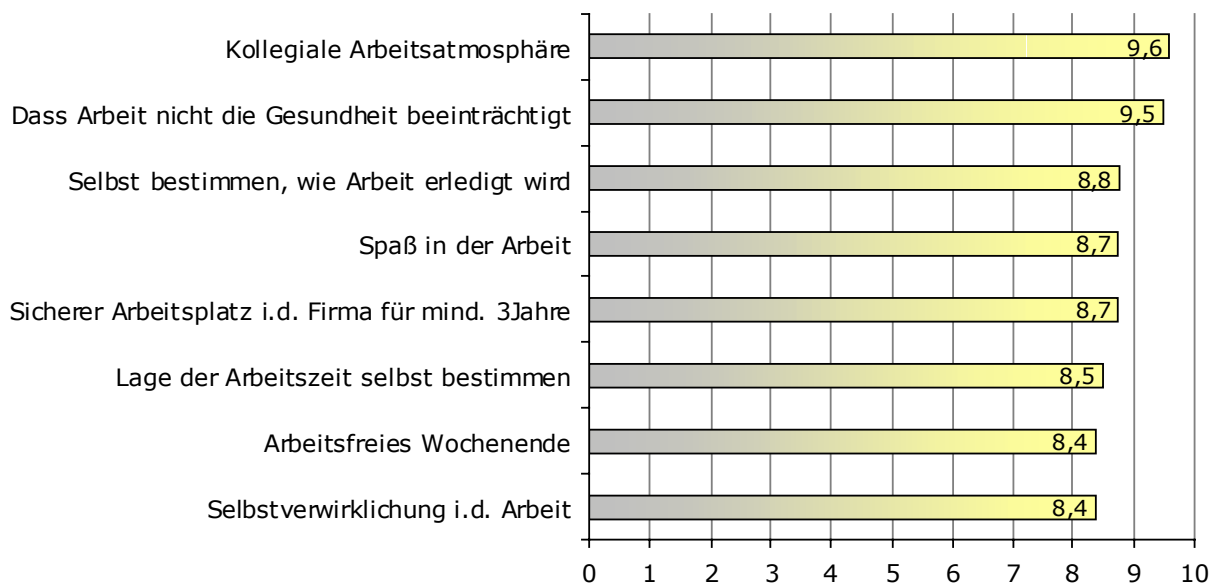 Kollegiale Arbeitsatmosphäre 9,6
Dass Arbeit nicht die Gesundheit beeinträchtigt 9,5
Selbst bestimmen, wie Arbeit erledigt wird 8,8
Spaß in der Arbeit 8,7
Sicherer Arbeitsplatz i.d. Firma für mind. 3Jahre 8,7
Lage der Arbeitszeit selbst bestimmen 8,5
Arbeitsfreies Wochenende 8,4
Selbstverwirklichung i.d. Arbeit 8,4
0 1 2 3 4 5 6 7 8 9 10